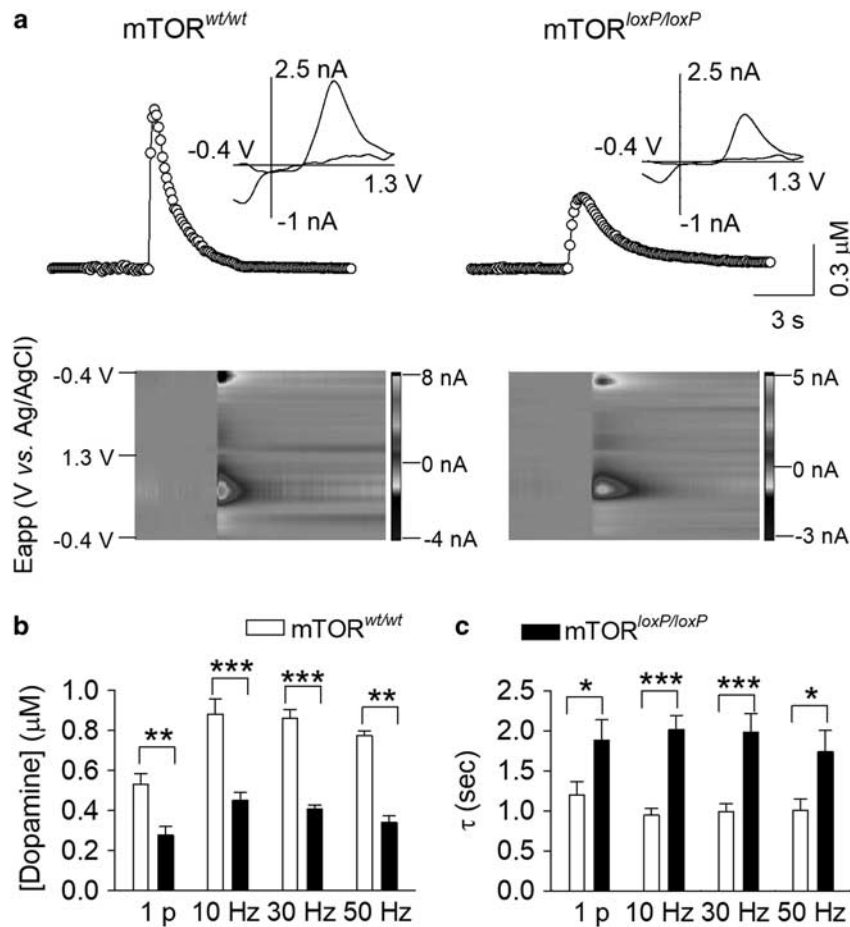 a
mTOR^wt/wt
mTOR^loxP/loxP
2.5 nA
-0.4 V
1.3 V
-1 nA
2.5 nA
-0.4 V
1.3 V
-1 nA
0.3 µM
3 s
Eapp (V vs. Ag/AgCl)
-0.4 V
1.3 V
-0.4 V
8 nA
0 nA
-4 nA
5 nA
0 nA
-3 nA
b
mTOR^wt/wt
c
mTOR^loxP/loxP
[Dopamine] (µM)
1.0
0.8
0.6
0.4
0.2
0.0
** *** *** **
1 p 10 Hz 30 Hz 50 Hz
τ (sec)
2.5
2.0
1.5
1.0
0.5
0.0
* *** *** *
1 p 10 Hz 30 Hz 50 Hz